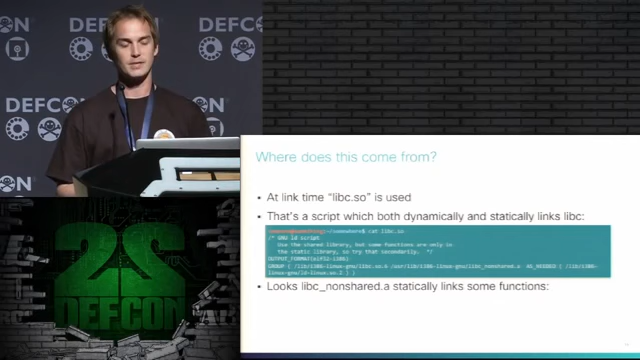 DEFCON
DEFCON
DEFCON
Where does this come from?
• At link time “libc.so” is used
• That's a script which both dynamically and statically links libc:
$ cat libc.so
/* GNU ld script
Use the shared library, but some functions are only in
the static library, so try that secondarily. */
OUTPUT_FORMAT(elf32-i386)
GROUP ( /lib/i386-linux-gnu/libc.so.6 /usr/lib/i386-linux-gnu/libc_nonshared.a AS_NEEDED ( /lib/i386-
linux-gnu/ld-linux.so.2 ) )
• Looks libc_nonshared.a statically links some functions:
22
DEFCON